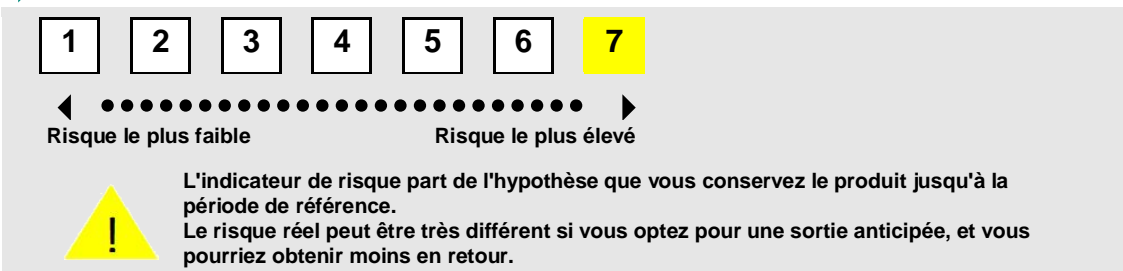 1 2 3 4 5 6 7
Risque le plus faible Risque le plus élevé
L'indicateur de risque part de l'hypothèse que vous conservez le produit jusqu'à la
période de référence.
! Le risque réel peut être très différent si vous optez pour une sortie anticipée, et vous
pourriez obtenir moins en retour.